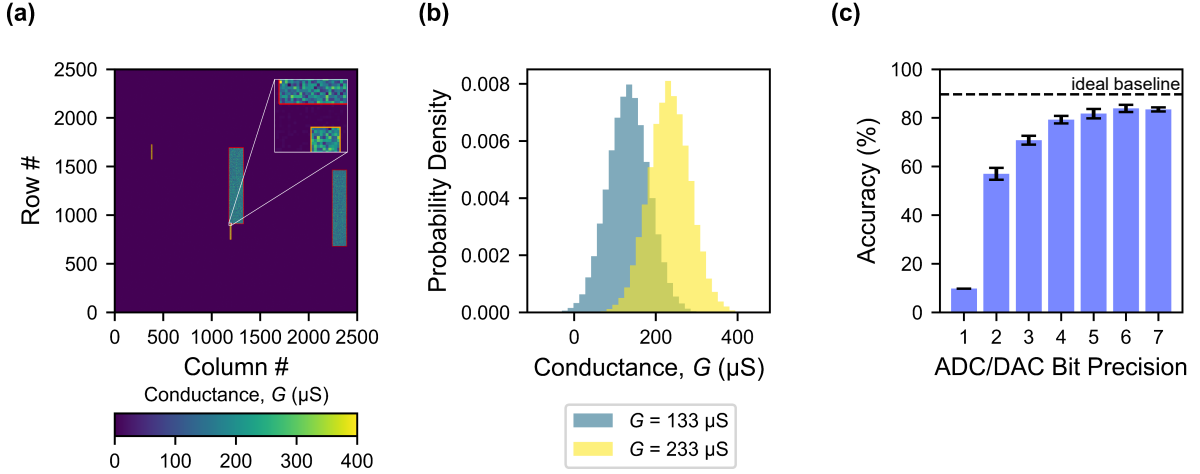 (a)
2500
2000
1500
1000
500
0
Row #
0 500 1000 1500 2000 2500
Column #
Conductance, G (µS)
0 100 200 300 400
(b)
0.008
0.006
0.004
0.002
0.000
Probability Density
0 200 400
Conductance, G (µS)
G = 133 µS
G = 233 µS
(c)
100
80
60
40
20
0
Accuracy (%)
ideal baseline
1 2 3 4 5 6 7
ADC/DAC Bit Precision